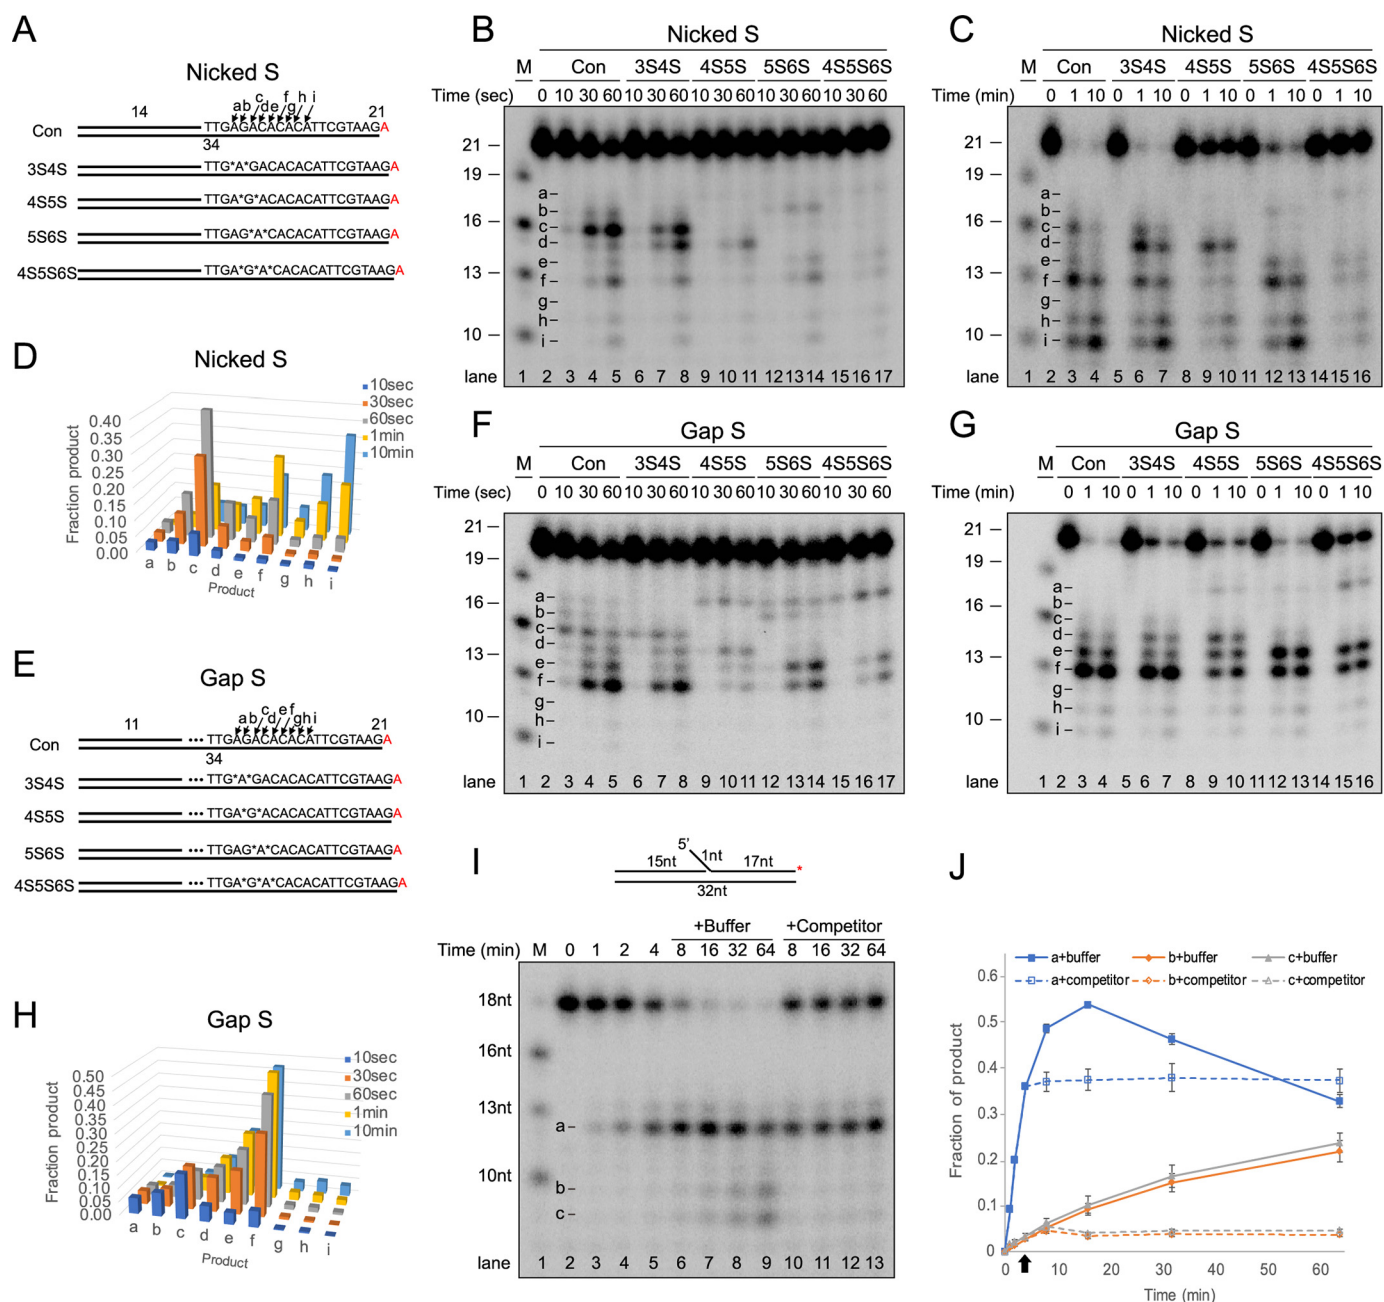 A
Nicked S
14
c f h i
ab de g
21
Con
TTGAGACACACATTCGTAAGA
34
3S4S
TTG*A*GACACACATTCGTAAGA
4S5S
TTGA*G*ACACACATTCGTAAGA
5S6S
TTGAG*A*CACACATTCGTAAGA
4S5S6S
TTGA*G*A*CACACATTCGTAAGA
B
Nicked S
M Con 3S4S 4S5S 5S6S 4S5S6S
Time (sec) 0 10 30 60 10 30 60 10 30 60 10 30 60 10 30 60
21
19
16
13
10
a
b
c
d
e
f
g
h
i
lane 1 2 3 4 5 6 7 8 9 10 11 12 13 14 15 16 17
C
Nicked S
M Con 3S4S 4S5S 5S6S 4S5S6S
Time (min) 0 1 10 0 1 10 0 1 10 0 1 10 0 1 10
21
19
16
13
10
a
b
c
d
e
f
g
h
i
lane 1 2 3 4 5 6 7 8 9 10 11 12 13 14 15 16
D
Nicked S
10sec
30sec
60sec
1min
10min
Fraction product
0.40
0.35
0.30
0.25
0.20
0.15
0.10
0.05
0.00
a b c d e f g h i
Product
E
Gap S
11
c ef
ab d ghi
21
Con
TTGAGACACACATTCGTAAGA
34
3S4S
TTG*A*GACACACATTCGTAAGA
4S5S
TTGA*G*ACACACATTCGTAAGA
5S6S
TTGAG*A*CACACATTCGTAAGA
4S5S6S
TTGA*G*A*CACACATTCGTAAGA
F
Gap S
M Con 3S4S 4S5S 5S6S 4S5S6S
Time (sec) 0 10 30 60 10 30 60 10 30 60 10 30 60 10 30 60
21
19
16
13
10
a
b
c
d
e
f
g
h
i
lane 1 2 3 4 5 6 7 8 9 10 11 12 13 14 15 16 17
G
Gap S
M Con 3S4S 4S5S 5S6S 4S5S6S
Time (min) 0 1 10 0 1 10 0 1 10 0 1 10 0 1 10
21
19
16
13
10
a
b
c
d
e
f
g
h
i
lane 1 2 3 4 5 6 7 8 9 10 11 12 13 14 15 16
H
Gap S
10sec
30sec
60sec
1min
10min
Fraction product
0.50
0.45
0.40
0.35
0.30
0.25
0.20
0.15
0.10
0.05
0.00
a b c d e f g h i
Product
I
5'
15nt 1nt 17nt *
32nt
+Buffer +Competitor
Time (min) M 0 1 2 4 8 16 32 64 8 16 32 64
18nt
16nt
13nt
a
10nt
b
c
lane 1 2 3 4 5 6 7 8 9 10 11 12 13
J
a+buffer b+buffer c+buffer
a+competitor b+competitor c+competitor
Fraction of product
0.6
0.5
0.4
0.3
0.2
0.1
0
0 10 20 30 40 50 60
Time (min)